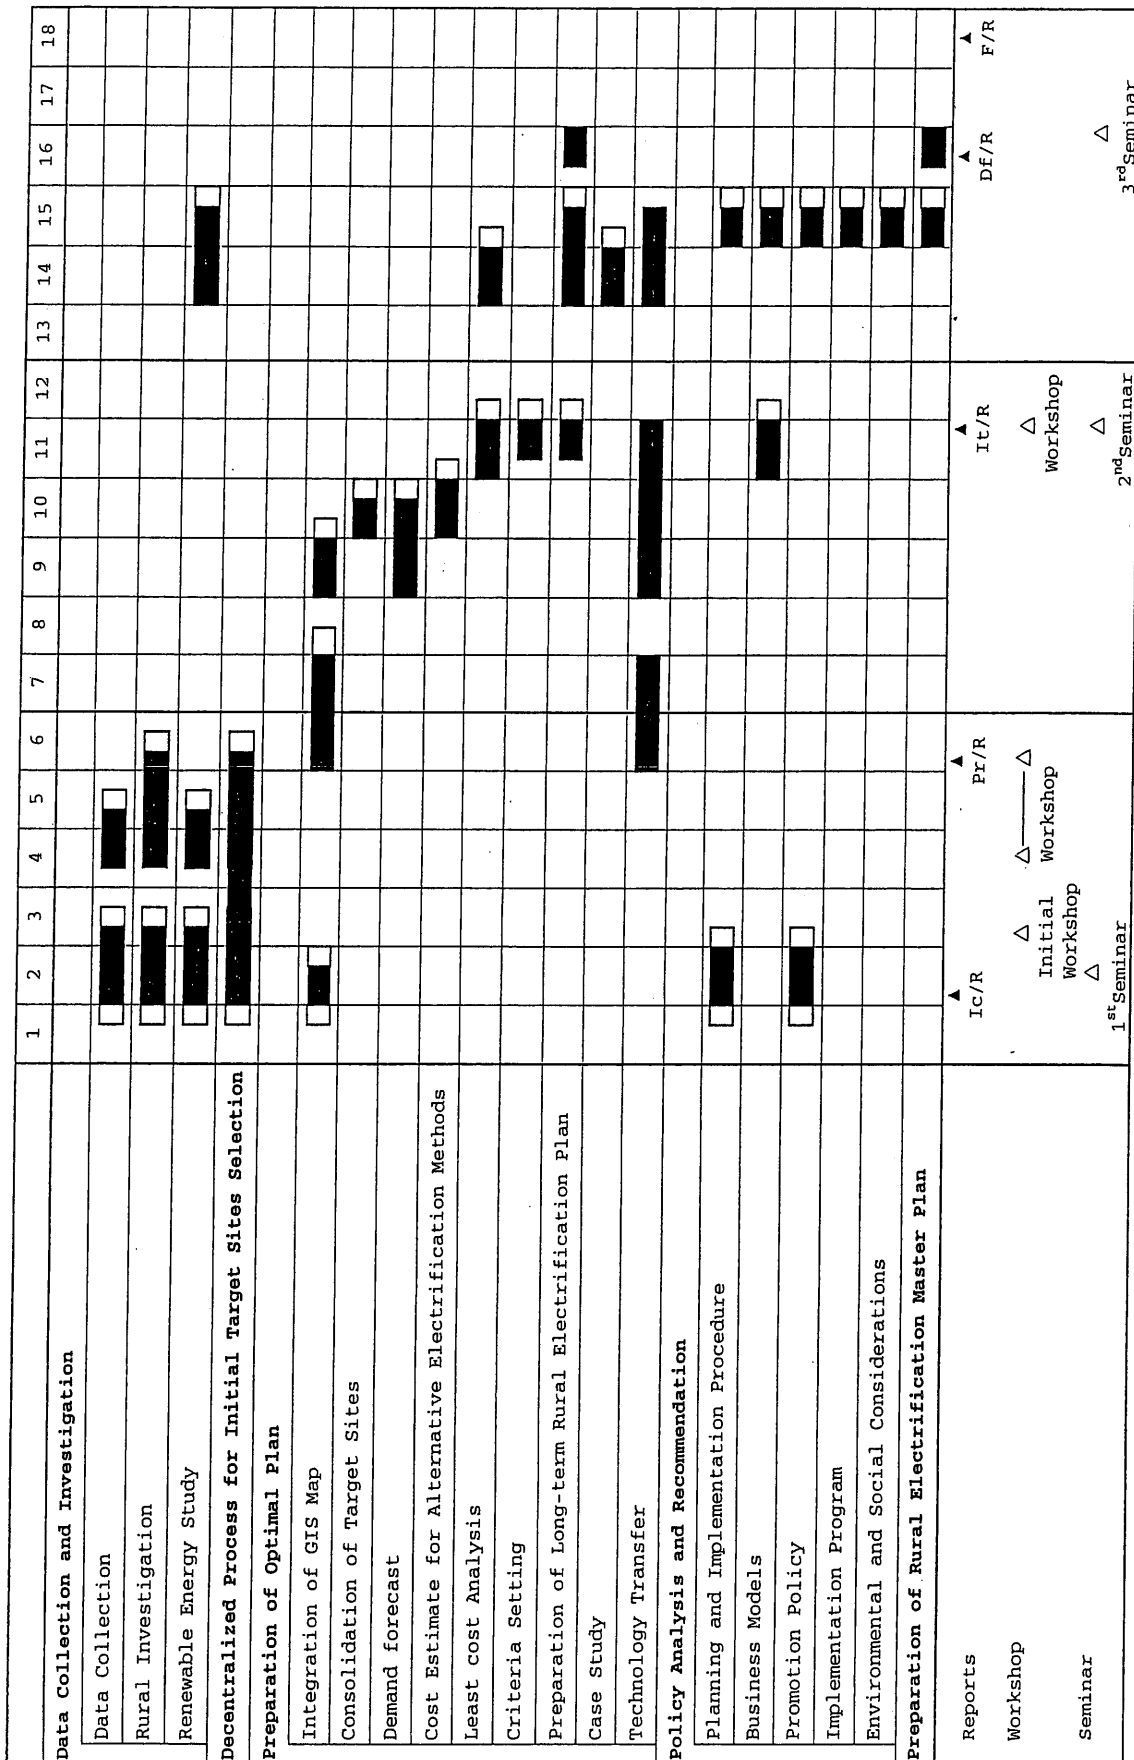 1 2 3 4 5 6 7 8 9 10 11 12 13 14 15 16 17 18
Data Collection and Investigation
Data Collection
Rural Investigation
Renewable Energy Study
Decentralized Process for Initial Target Sites Selection
Preparation of Optimal Plan
Integration of GIS Map
Consolidation of Target Sites
Demand forecast
Cost Estimate for Alternative Electrification Methods
Least cost Analysis
Criteria Setting
Preparation of Long-term Rural Electrification Plan
Case Study
Technology Transfer
Policy Analysis and Recommendation
Planning and Implementation Procedure
Business Models
Promotion Policy
Implementation Program
Environmental and Social Considerations
Preparation of Rural Electrification Master Plan
Reports
Ic/R Pr/R It/R Df/R F/R
Workshop
Initial
Workshop
Workshop
Workshop
Seminar
1st Seminar
2nd Seminar
3rd Seminar